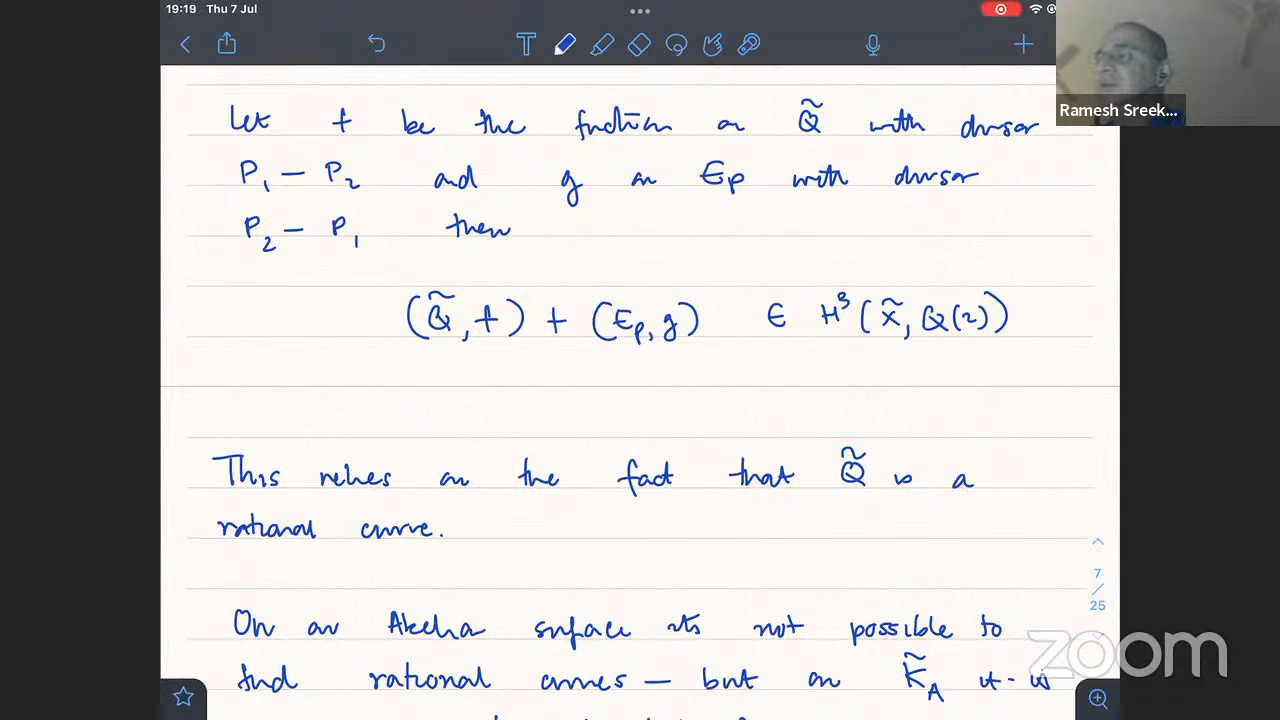 19:19 Thu 7 Jul
Ramesh Sreek...
Let f be the function on Q̃ with divisor
P₁ − P₂ and g on E_P with divisor
P₂ − P₁ then
(Q̃, f) + (E_P, g) ∈ H³(X̃, Q(2))
This relies on the fact that Q̃ is a
rational curve.
7
/
25
On an Abelian surface its not possible to
find rational curves — but on K̃_A it is
zoom